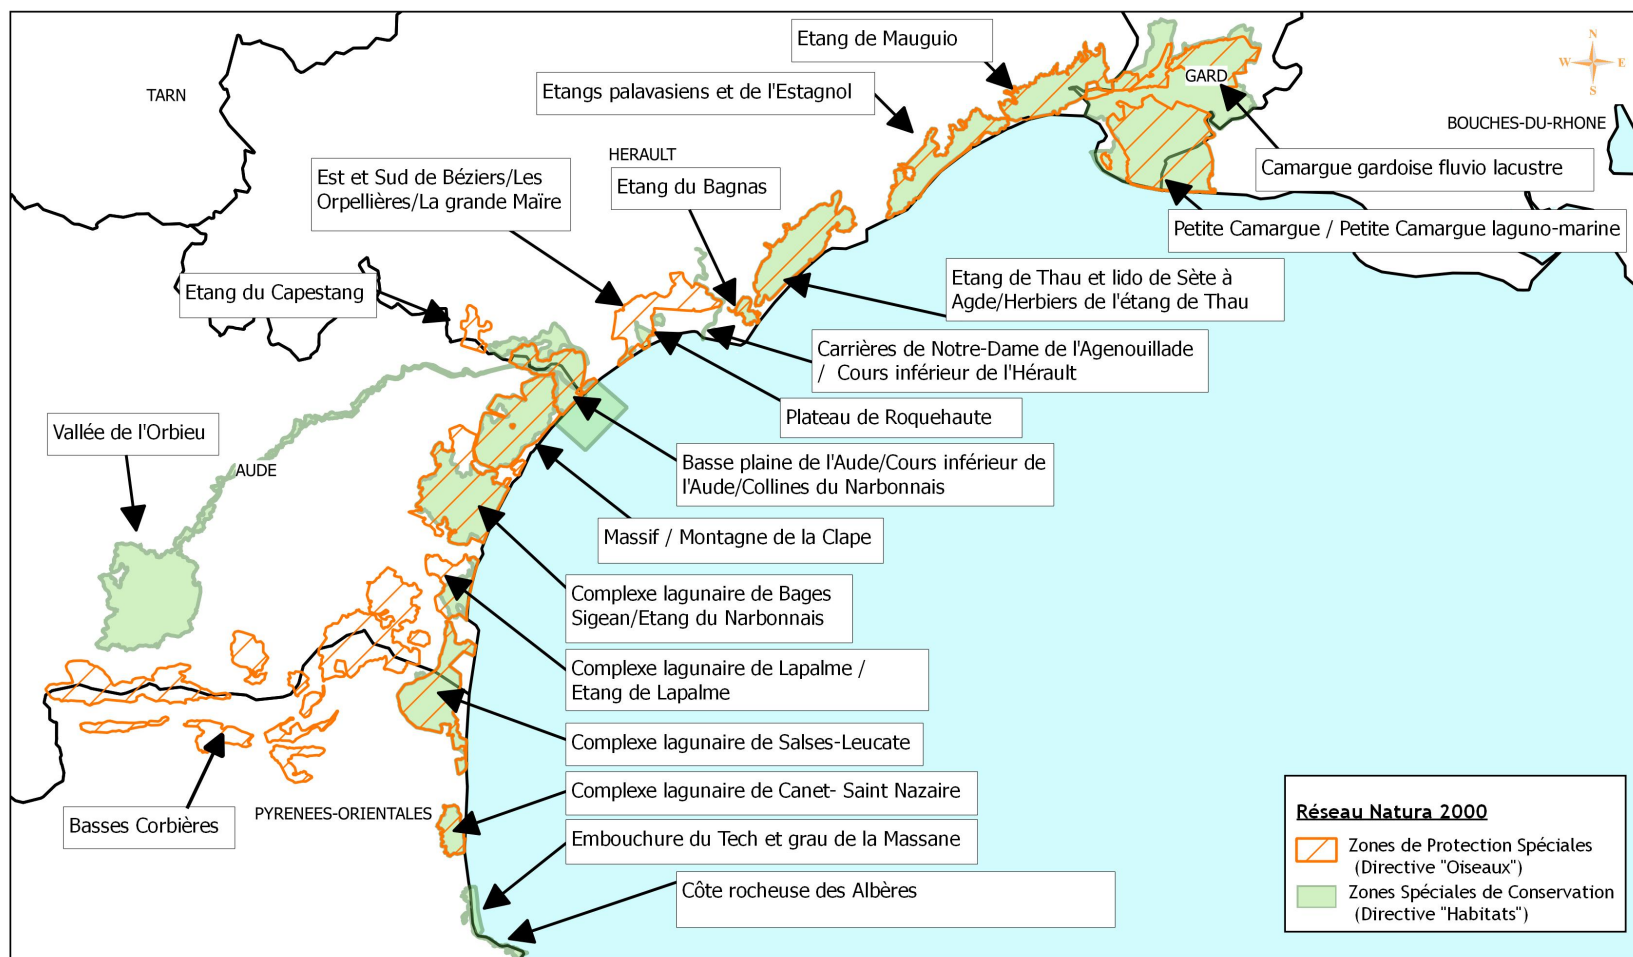 Etang de Mauguio
N
W E
S
TARN
GARD
Etangs palavasiens et de l'Estagnol
BOUCHES-DU-RHONE
HERAULT
Camargue gardoise fluvio lacustre
Est et Sud de Béziers/Les
Orpellières/La grande Maïre
Etang du Bagnas
Petite Camargue / Petite Camargue laguno-marine
Etang du Capestang
Etang de Thau et lido de Sète à
Agde/Herbiers de l'étang de Thau
Carrières de Notre-Dame de l'Agenouillade
/ Cours inférieur de l'Hérault
Plateau de Roquehaute
Vallée de l'Orbieu
AUDE
Basse plaine de l'Aude/Cours inférieur de
l'Aude/Collines du Narbonnais
Massif / Montagne de la Clape
Complexe lagunaire de Bages
Sigean/Etang du Narbonnais
Complexe lagunaire de Lapalme /
Etang de Lapalme
Complexe lagunaire de Salses-Leucate
Complexe lagunaire de Canet- Saint Nazaire
Basses Corbières
PYRENEES-ORIENTALES
Embouchure du Tech et grau de la Massane
Côte rocheuse des Albères
Réseau Natura 2000
Zones de Protection Spéciales
(Directive "Oiseaux")
Zones Spéciales de Conservation
(Directive "Habitats")